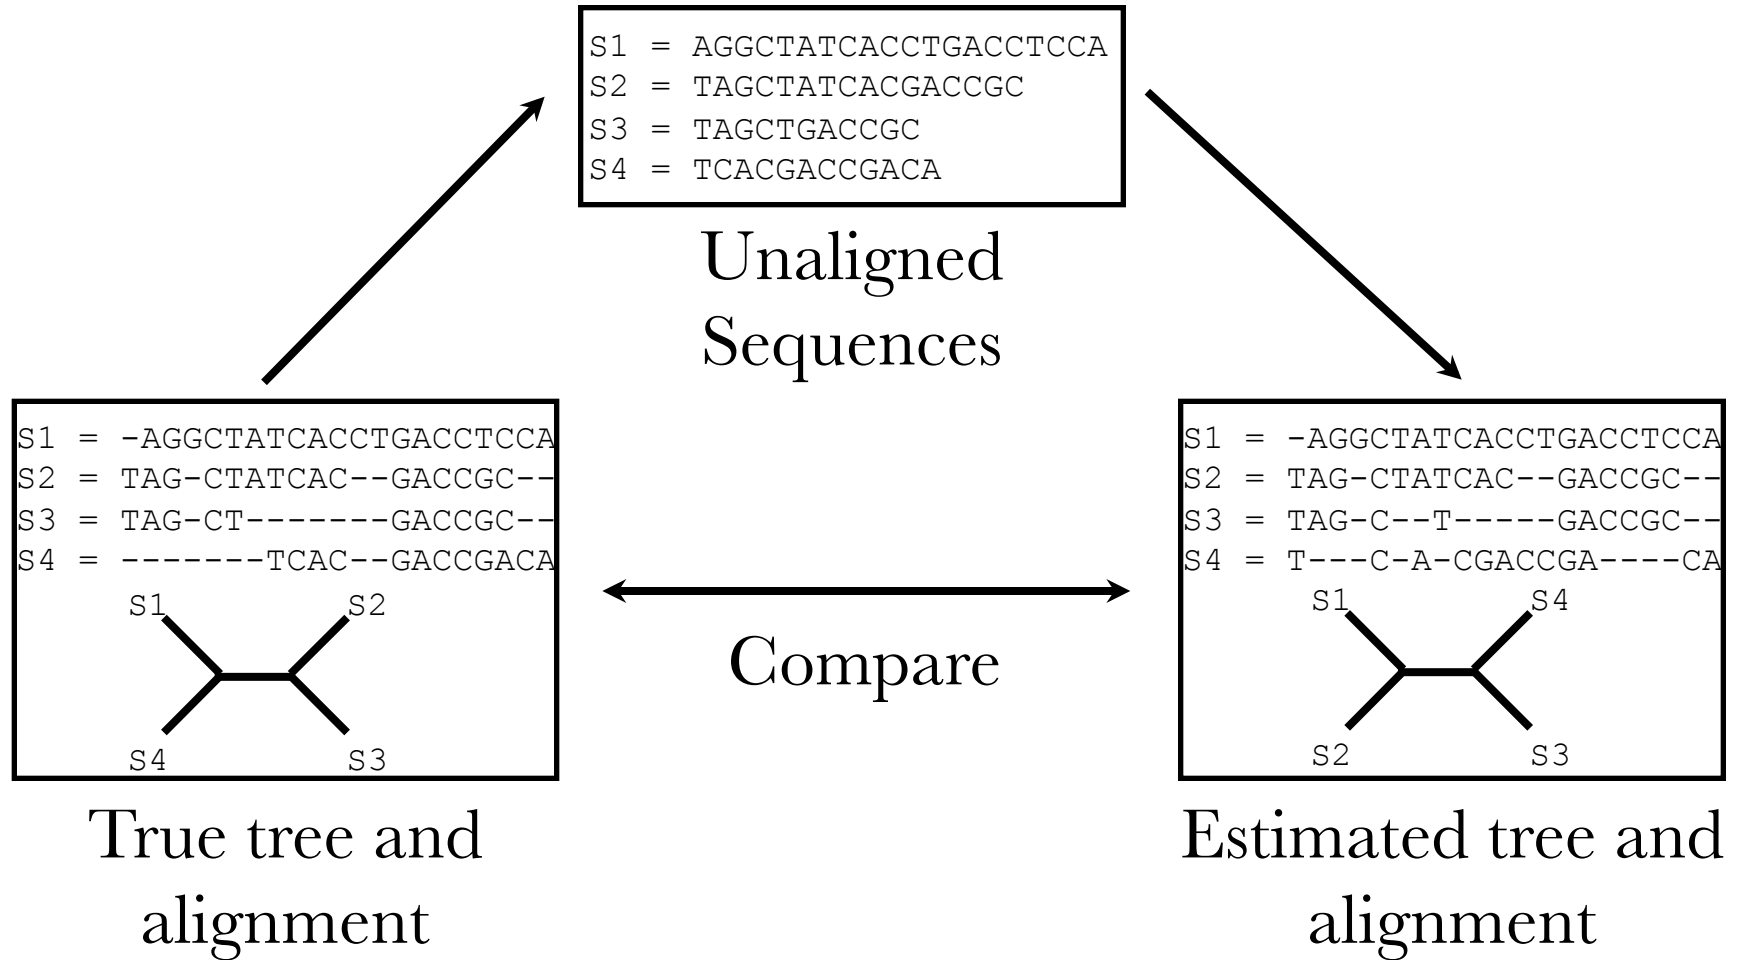 S1 = AGGCTATCACCTGACCTCCA
S2 = TAGCTATCACGACCGC
S3 = TAGCTGACCGC
S4 = TCACGACCGACA
Unaligned
Sequences
S1 = -AGGCTATCACCTGACCTCCA
S2 = TAG-CTATCAC--GACCGC--
S3 = TAG-CT-------GACCGC--
S4 = -------TCAC--GACCGACA
S1 S2
S4 S3
True tree and
alignment
Compare
S1 = -AGGCTATCACCTGACCTCCA
S2 = TAG-CTATCAC--GACCGC--
S3 = TAG-C--T-----GACCGC--
S4 = T---C-A-CGACCGA----CA
S1 S4
S2 S3
Estimated tree and
alignment